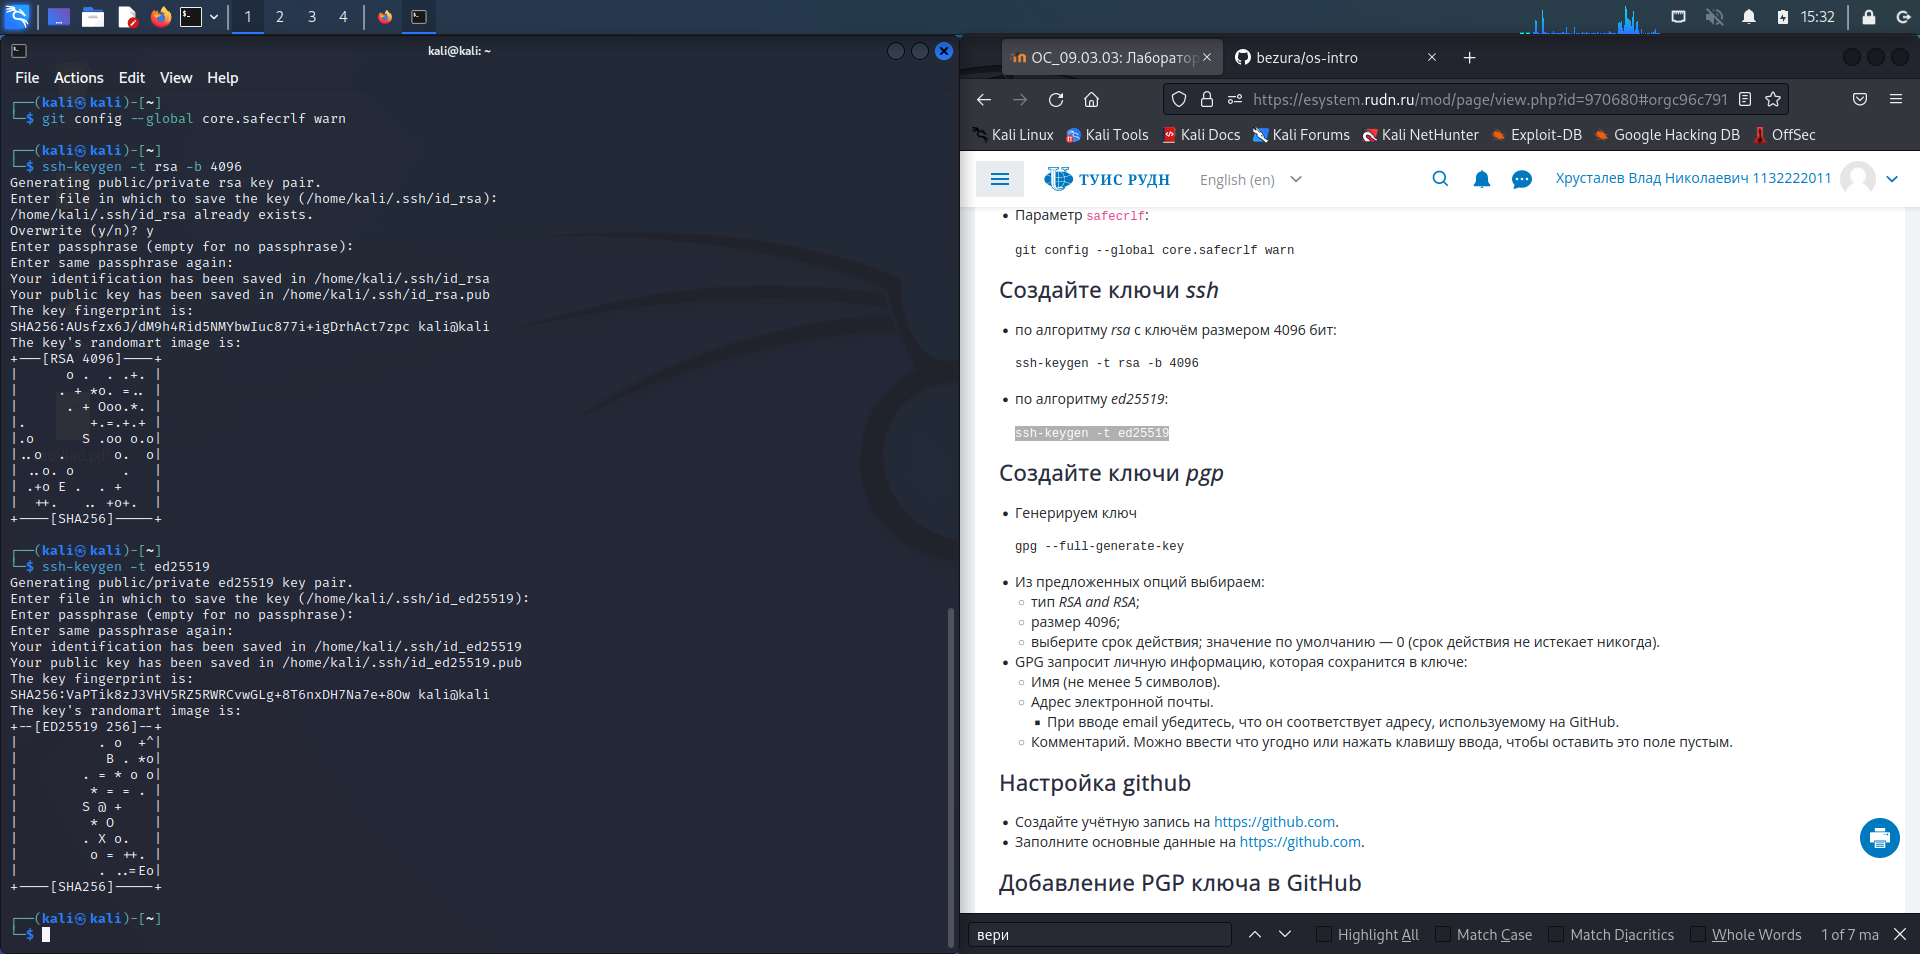 1 2 3 4
15:32
kali@kali: ~
File Actions Edit View Help
┌──(kali㉿kali)-[~]
└─$ git config --global core.safecrlf warn
┌──(kali㉿kali)-[~]
└─$ ssh-keygen -t rsa -b 4096
Generating public/private rsa key pair.
Enter file in which to save the key (/home/kali/.ssh/id_rsa):
/home/kali/.ssh/id_rsa already exists.
Overwrite (y/n)? y
Enter passphrase (empty for no passphrase):
Enter same passphrase again:
Your identification has been saved in /home/kali/.ssh/id_rsa
Your public key has been saved in /home/kali/.ssh/id_rsa.pub
The key fingerprint is:
SHA256:AUsfzx6J/dM9h4Rid5NMYbwIuc877i+igDrhAct7zpc kali@kali
The key's randomart image is:
+---[RSA 4096]----+
|      o .  . .+. |
|     . + *o. =.. |
|      . + Ooo.*. |
|.        +.=.+.+ |
|.o      S .oo o.o|
|..o  .      o.  o|
| ..o. o      .   |
| .+o E .  . +    |
|  ++.   .. +o+.  |
+----[SHA256]-----+
┌──(kali㉿kali)-[~]
└─$ ssh-keygen -t ed25519
Generating public/private ed25519 key pair.
Enter file in which to save the key (/home/kali/.ssh/id_ed25519):
Enter passphrase (empty for no passphrase):
Enter same passphrase again:
Your identification has been saved in /home/kali/.ssh/id_ed25519
Your public key has been saved in /home/kali/.ssh/id_ed25519.pub
The key fingerprint is:
SHA256:VaPTik8zJ3VHV5RZ5RWRCvwGLg+8T6nxDH7Na7e+8Ow kali@kali
The key's randomart image is:
+--[ED25519 256]--+
|          . o  +^|
|           B . *o|
|        . = * o o|
|         * = = . |
|        S @ +    |
|         * O     |
|        . X o.   |
|         o = ++. |
|          . ..=Eo|
+----[SHA256]-----+
┌──(kali㉿kali)-[~]
└─$
ОС_09.03.03: Лаборатор
bezura/os-intro
https://esystem.rudn.ru/mod/page/view.php?id=970680#orgc96c791
Kali Linux Kali Tools Kali Docs Kali Forums Kali NetHunter Exploit-DB Google Hacking DB OffSec
ТУИС РУДН English (en) Хрусталев Влад Николаевич 1132222011
• Параметр safecrlf:
git config --global core.safecrlf warn
Создайте ключи ssh
• по алгоритму rsa с ключём размером 4096 бит:
ssh-keygen -t rsa -b 4096
• по алгоритму ed25519:
ssh-keygen -t ed25519
Создайте ключи pgp
• Генерируем ключ
gpg --full-generate-key
• Из предложенных опций выбираем:
○ тип RSA and RSA;
○ размер 4096;
○ выберите срок действия; значение по умолчанию — 0 (срок действия не истекает никогда).
• GPG запросит личную информацию, которая сохранится в ключе:
○ Имя (не менее 5 символов).
○ Адрес электронной почты.
▪ При вводе email убедитесь, что он соответствует адресу, используемому на GitHub.
○ Комментарий. Можно ввести что угодно или нажать клавишу ввода, чтобы оставить это поле пустым.
Настройка github
• Создайте учётную запись на https://github.com.
• Заполните основные данные на https://github.com.
Добавление PGP ключа в GitHub
вери Highlight All Match Case Match Diacritics Whole Words 1 of 7 ma